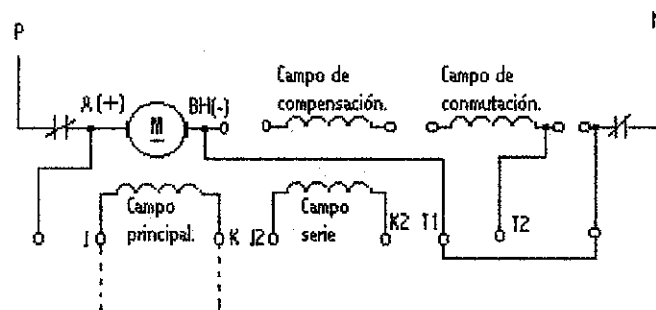 P
A (+)
M
BH(-)
Campo de
compensación.
Campo de
conmutación.
Campo
principal.
J
K
J2
Campo
serie
K2
T1
T2